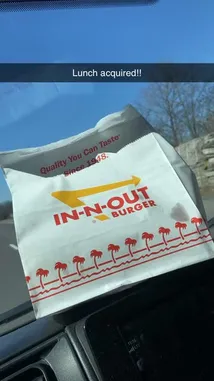 Lunch acquired!!
Quality You Can Taste
Since 1948.
IN-N-OUT
BURGER